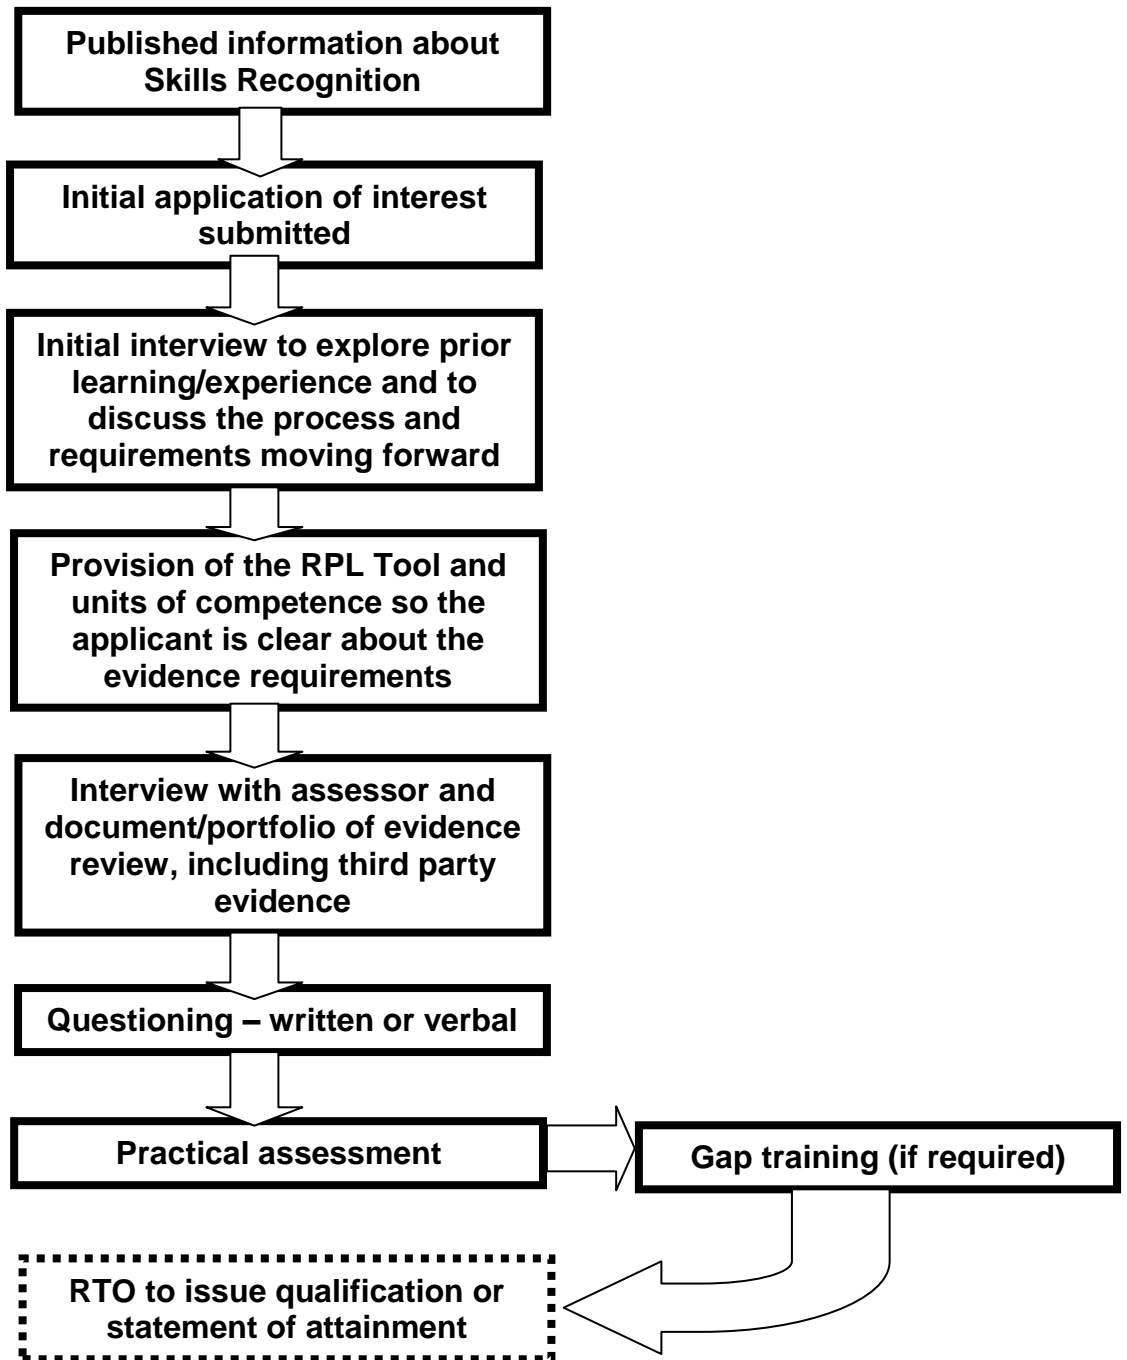 Published information about
Skills Recognition
Initial application of interest
submitted
Initial interview to explore prior
learning/experience and to
discuss the process and
requirements moving forward
Provision of the RPL Tool and
units of competence so the
applicant is clear about the
evidence requirements
Interview with assessor and
document/portfolio of evidence
review, including third party
evidence
Questioning – written or verbal
Practical assessment
Gap training (if required)
RTO to issue qualification or
statement of attainment